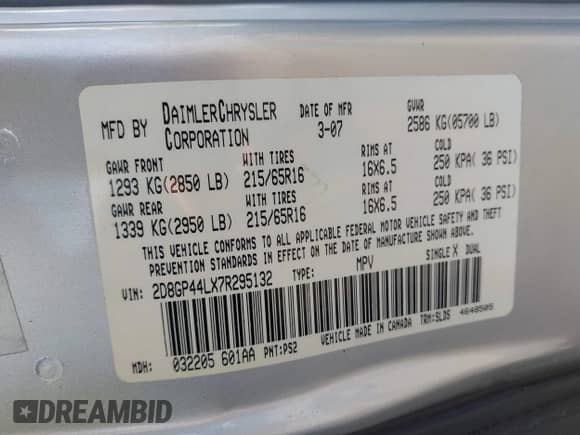 MFD BY DAIMLERCHRYSLER CORPORATION DATE OF MFR 3-07 GVWR 2586 KG(05700 LB)
GAWR FRONT WITH TIRES RIMS AT COLD
1293 KG(2850 LB) 215/65R16 16X6.5 250 KPA( 36 PSI)
GAWR REAR WITH TIRES RIMS AT COLD
1339 KG(2950 LB) 215/65R16 16X6.5 250 KPA( 36 PSI)
THIS VEHICLE CONFORMS TO ALL APPLICABLE FEDERAL MOTOR VEHICLE SAFETY AND THEFT
PREVENTION STANDARDS IN EFFECT ON THE DATE OF MANUFACTURE SHOWN ABOVE.
VIN: 2D8GP44LX7R295132 TYPE: MPV SINGLE X DUAL
MDH: 032205 601AA PNT:PS2 VEHICLE MADE IN CANADA TRM:SLDS 4640505
DREAMBID